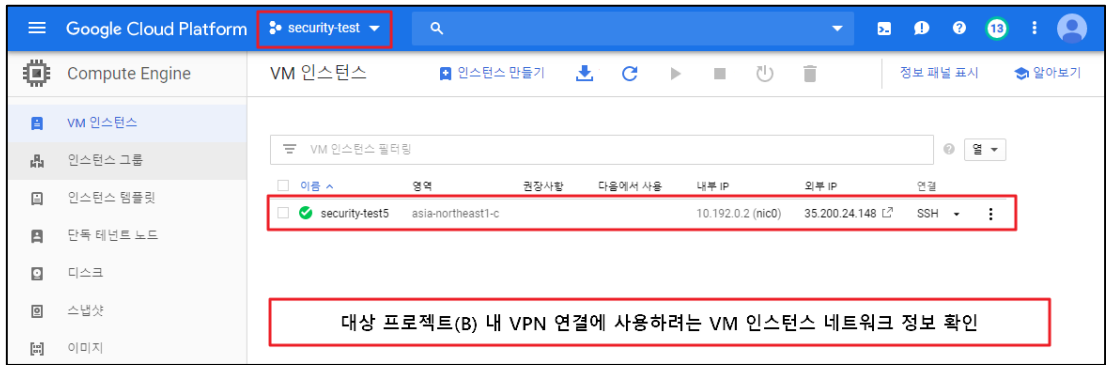 Google Cloud Platform security-test 13
Compute Engine VM 인스턴스 인스턴스 만들기 정보 패널 표시 알아보기
VM 인스턴스
인스턴스 그룹
인스턴스 템플릿
단독 테넌트 노드
디스크
스냅샷
이미지
VM 인스턴스 필터링 열
이름 영역 권장사항 다음에서 사용 내부 IP 외부 IP 연결
security-test5 asia-northeast1-c 10.192.0.2 (nic0) 35.200.24.148 SSH
대상 프로젝트(B) 내 VPN 연결에 사용하려는 VM 인스턴스 네트워크 정보 확인